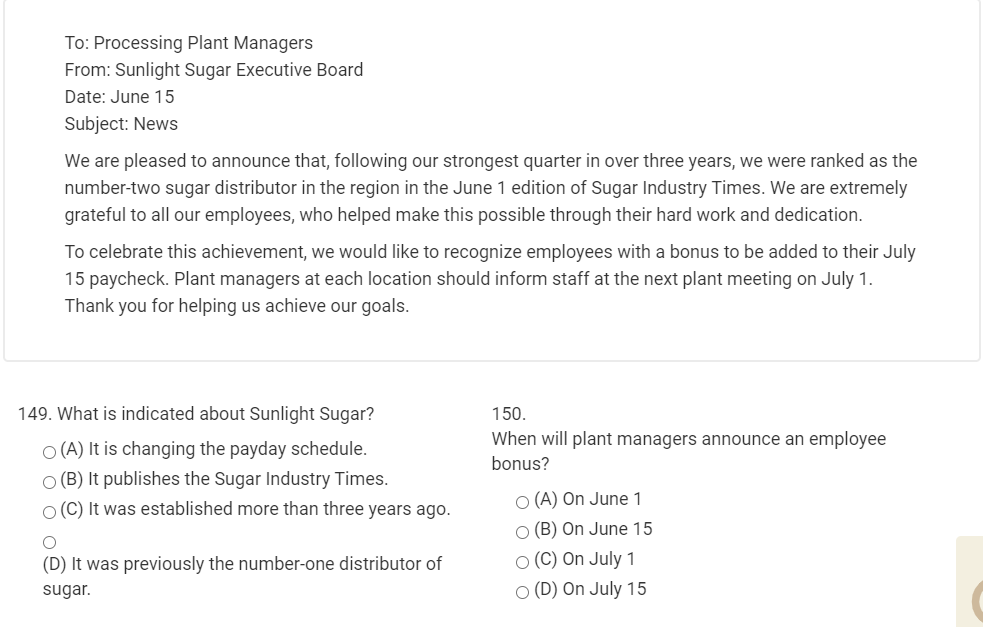 To: Processing Plant Managers
From: Sunlight Sugar Executive Board
Date: June 15
Subject: News
We are pleased to announce that, following our strongest quarter in over three years, we were ranked as the
number-two sugar distributor in the region in the June 1 edition of Sugar Industry Times. We are extremely
grateful to all our employees, who helped make this possible through their hard work and dedication.
To celebrate this achievement, we would like to recognize employees with a bonus to be added to their July
15 paycheck. Plant managers at each location should inform staff at the next plant meeting on July 1.
Thank you for helping us achieve our goals.
149. What is indicated about Sunlight Sugar?
(A) It is changing the payday schedule.
(B) It publishes the Sugar Industry Times.
(C) It was established more than three years ago.
(D) It was previously the number-one distributor of
sugar.
150.
When will plant managers announce an employee
bonus?
(A) On June 1
(B) On June 15
(C) On July 1
(D) On July 15